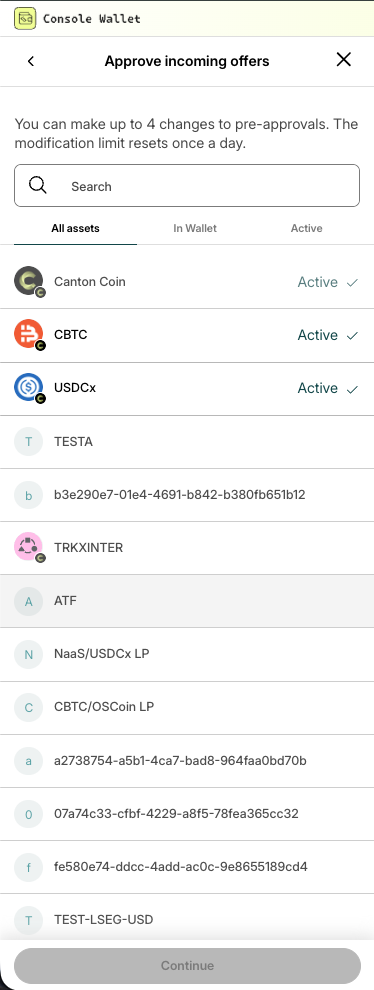 Console Wallet
Approve incoming offers
You can make up to 4 changes to pre-approvals. The
modification limit resets once a day.
Search
All assets
In Wallet
Active
Canton Coin
Active
CBTC
Active
USDCx
Active
T
TESTA
b
b3e290e7-01e4-4691-b842-b380fb651b12
TRKXINTER
A
ATF
N
NaaS/USDCx LP
C
CBTC/OSCoin LP
a
a2738754-a5b1-4ca7-bad8-964faa0bd70b
0
07a74c33-cfbf-4229-a8f5-78fea365cc32
f
fe580e74-ddcc-4add-ac0c-9e8655189cd4
T
TEST-LSEG-USD
Continue